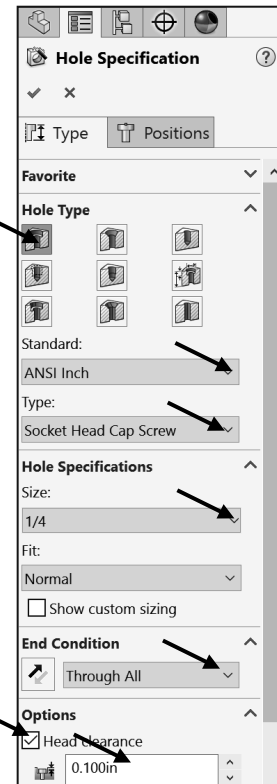 Hole Specification ?
Type Positions
Favorite
Hole Type
Standard:
ANSI Inch
Type:
Socket Head Cap Screw
Hole Specifications
Size:
1/4
Fit:
Normal
Show custom sizing
End Condition
Through All
Options
Head clearance
0.100in